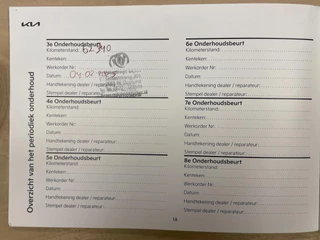 KIA
Overzicht van het periodiek onderhoud
3e Onderhoudsbeurt
Kilometerstand:
Kenteken:
Werkorder Nr:
Datum:
Handtekening dealer / reparateur:
Stempel dealer / reparateur:
4e Onderhoudsbeurt
Kilometerstand:
Kenteken:
Werkorder Nr:
Datum:
Handtekening dealer / reparateur:
Stempel dealer / reparateur:
5e Onderhoudsbeurt
Kilometerstand:
Kenteken:
Werkorder Nr:
Datum:
Handtekening dealer / reparateur:
Stempel dealer / reparateur:
6e Onderhoudsbeurt
Kilometerstand:
Kenteken:
Werkorder Nr:
Datum:
Handtekening dealer / reparateur:
Stempel dealer / reparateur:
7e Onderhoudsbeurt
Kilometerstand:
Kenteken:
Werkorder Nr:
Datum:
Handtekening dealer / reparateur:
Stempel dealer / reparateur:
8e Onderhoudsbeurt
Kilometerstand:
Kenteken:
Werkorder Nr:
Datum:
Handtekening dealer / reparateur:
Stempel dealer / reparateur: